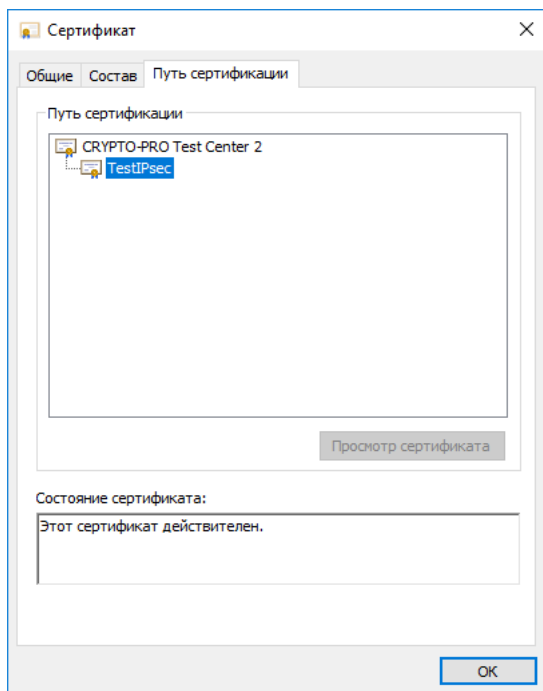 Сертификат
Общие Состав Путь сертификации
Путь сертификации
CRYPTO-PRO Test Center 2
TestIPsec
Просмотр сертификата
Состояние сертификата:
Этот сертификат действителен.
ОК